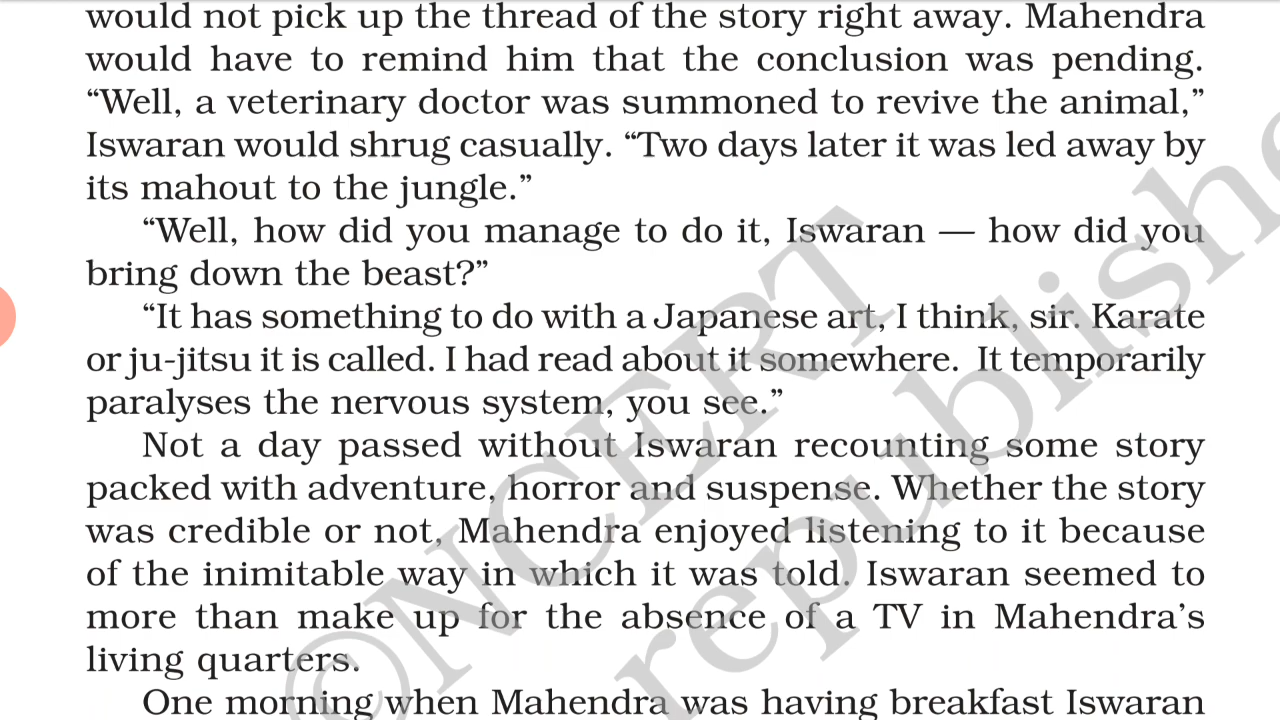 would not pick up the thread of the story right away. Mahendra
would have to remind him that the conclusion was pending.
“Well, a veterinary doctor was summoned to revive the animal,”
Iswaran would shrug casually. “Two days later it was led away by
its mahout to the jungle.”
“Well, how did you manage to do it, Iswaran — how did you
bring down the beast?”
“It has something to do with a Japanese art, I think, sir. Karate
or ju-jitsu it is called. I had read about it somewhere. It temporarily
paralyses the nervous system, you see.”
Not a day passed without Iswaran recounting some story
packed with adventure, horror and suspense. Whether the story
was credible or not, Mahendra enjoyed listening to it because
of the inimitable way in which it was told. Iswaran seemed to
more than make up for the absence of a TV in Mahendra’s
living quarters.
One morning when Mahendra was having breakfast Iswaran
©NCERT
republishe